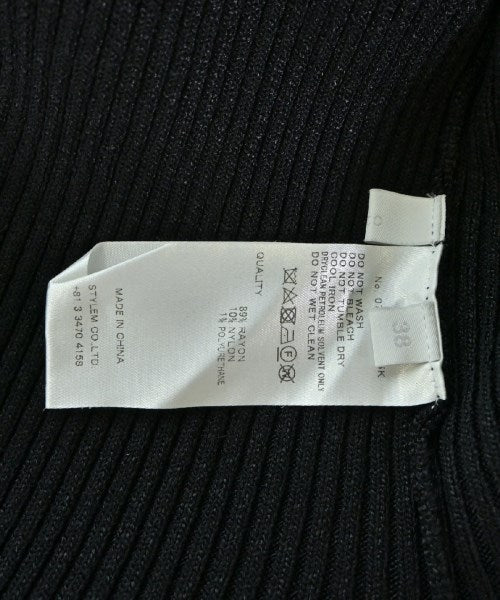 38
No. 0
BK
DO NOT WASH
DO NOT BLEACH
DO NOT TUMBLE DRY
COOL IRON
DRYCLEAN PETROLEUM SOLVENT ONLY
DO NOT WET CLEAN
QUALITY
89% RAYON
10% NYLON
1% POLYURETHANE
MADE IN CHINA
STYLEM CO.,LTD
+81 3 3470 4158